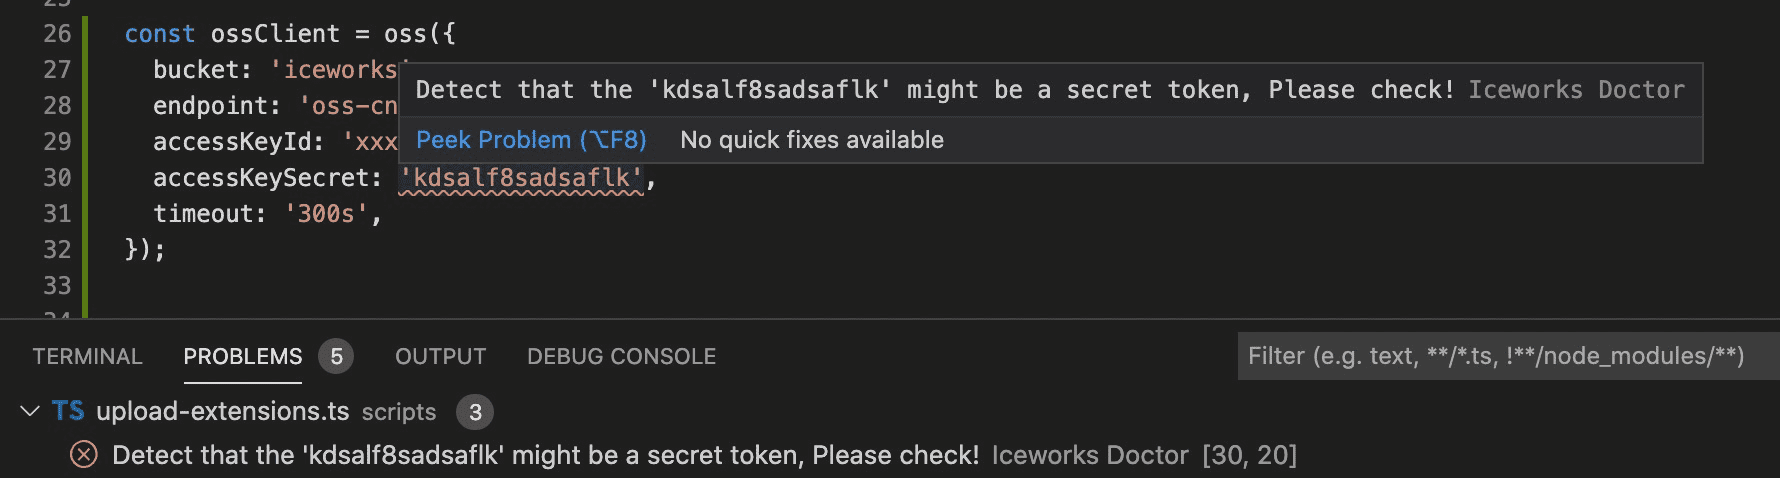 26 const ossClient = oss({
27 bucket: 'iceworks'
Detect that the 'kdsalf8sadsaflk' might be a secret token, Please check! Iceworks Doctor
28 endpoint: 'oss-cn
29 accessKeyId: 'xxx
Peek Problem (⌥F8) No quick fixes available
30 accessKeySecret: 'kdsalf8sadsaflk',
31 timeout: '300s',
32 });
33
TERMINAL PROBLEMS 5 OUTPUT DEBUG CONSOLE Filter (e.g. text, **/*.ts, !**/node_modules/**)
TS upload-extensions.ts scripts 3
Detect that the 'kdsalf8sadsaflk' might be a secret token, Please check! Iceworks Doctor [30, 20]